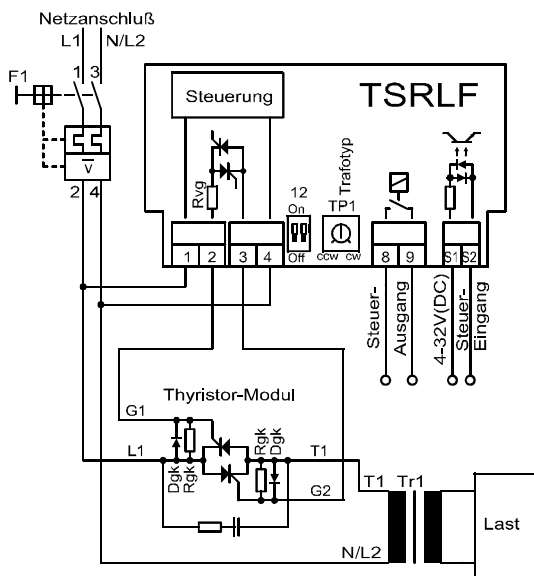 Netzanschluß
L1 N/L2
F1
1 3
V
2 4
Steuerung
TSRLF
Rvg
12
On
Off
Trafotyp
TP1
ccw cw
1 2 3 4
8 9
S1 S2
Steuer-
Ausgang
4-32V(DC)
Steuer-
Eingang
Thyristor-Modul
G1
L1
Dgk
Rgk
Rgk
Dgk
T1
G2
T1 Tr1
N/L2
Last